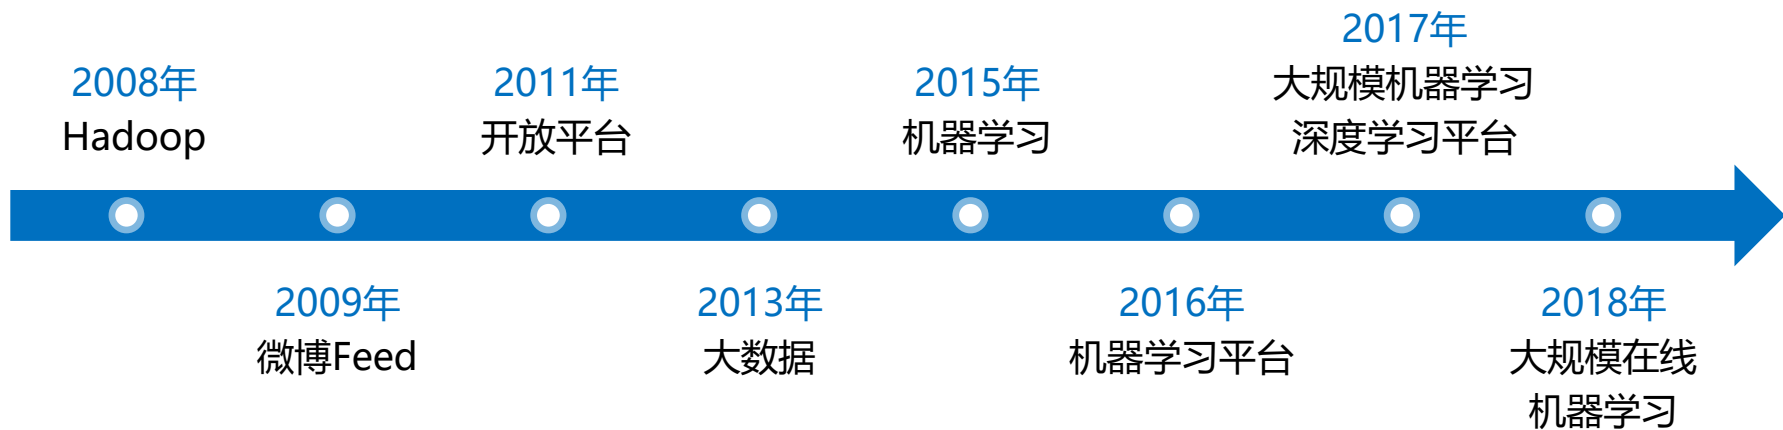 2008年
Hadoop
2009年
微博Feed
2011年
开放平台
2013年
大数据
2015年
机器学习
2016年
机器学习平台
2017年
大规模机器学习
深度学习平台
2018年
大规模在线
机器学习